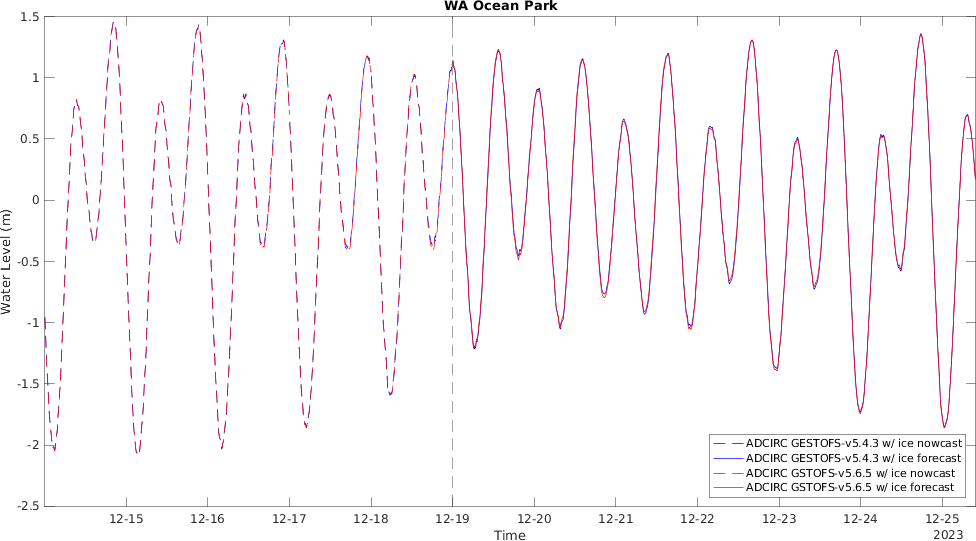 WA Ocean Park
1.5
1
0.5
0
-0.5
-1
-1.5
-2
-2.5
Water Level (m)
12-15 12-16 12-17 12-18 12-19 12-20 12-21 12-22 12-23 12-24 12-25
Time
2023
ADCIRC GESTOFS-v5.4.3 w/ ice nowcast
ADCIRC GESTOFS-v5.4.3 w/ ice forecast
ADCIRC GSTOFS-v5.6.5 w/ ice nowcast
ADCIRC GSTOFS-v5.6.5 w/ ice forecast